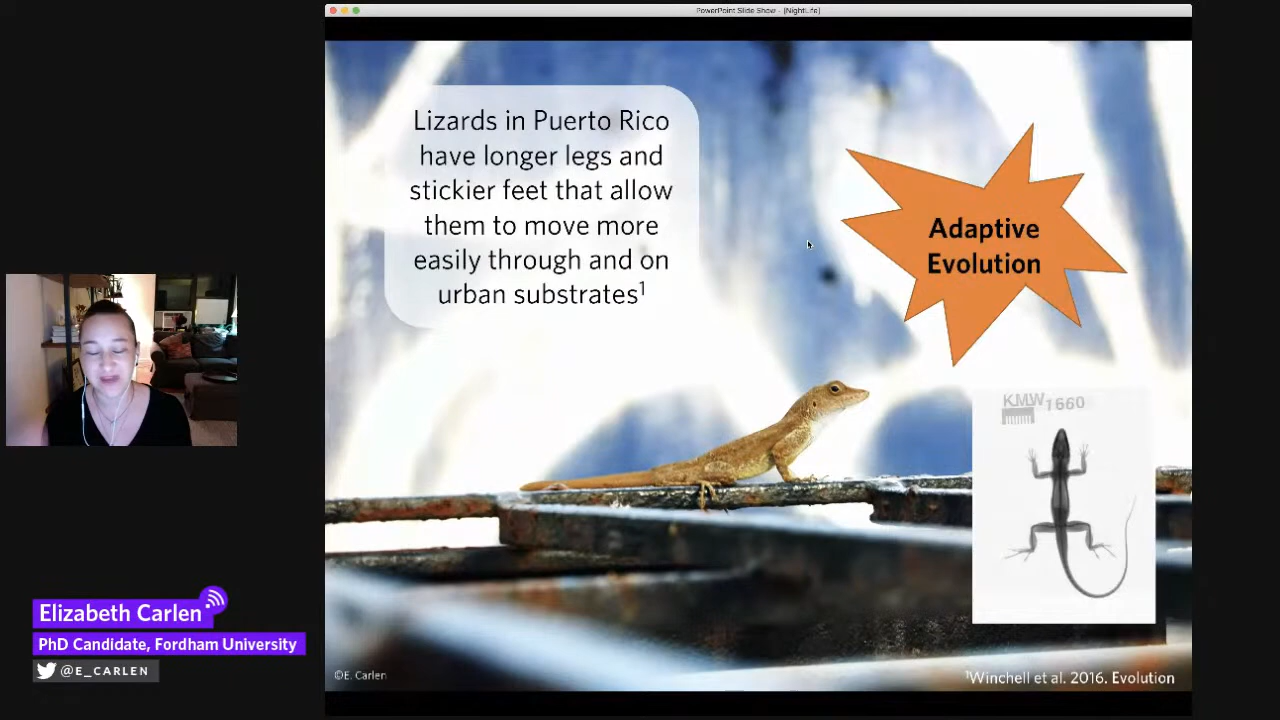 PowerPoint Slide Show - [NightLife]
Lizards in Puerto Rico
have longer legs and
stickier feet that allow
them to move more
easily through and on
urban substrates¹
Adaptive
Evolution
KMW 1660
Elizabeth Carlen
PhD Candidate, Fordham University
@E_CARLEN
©E. Carlen
¹Winchell et al. 2016. Evolution